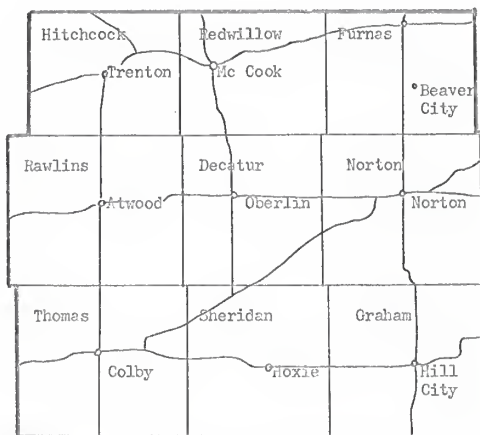 Hitchcock Redwillow Furnas
Trenton Mc Cook Beaver
City
Rawlins Decatur Norton
Atwood Oberlin Norton
Thomas Sheridan Graham
Colby Hoxie Hill
City